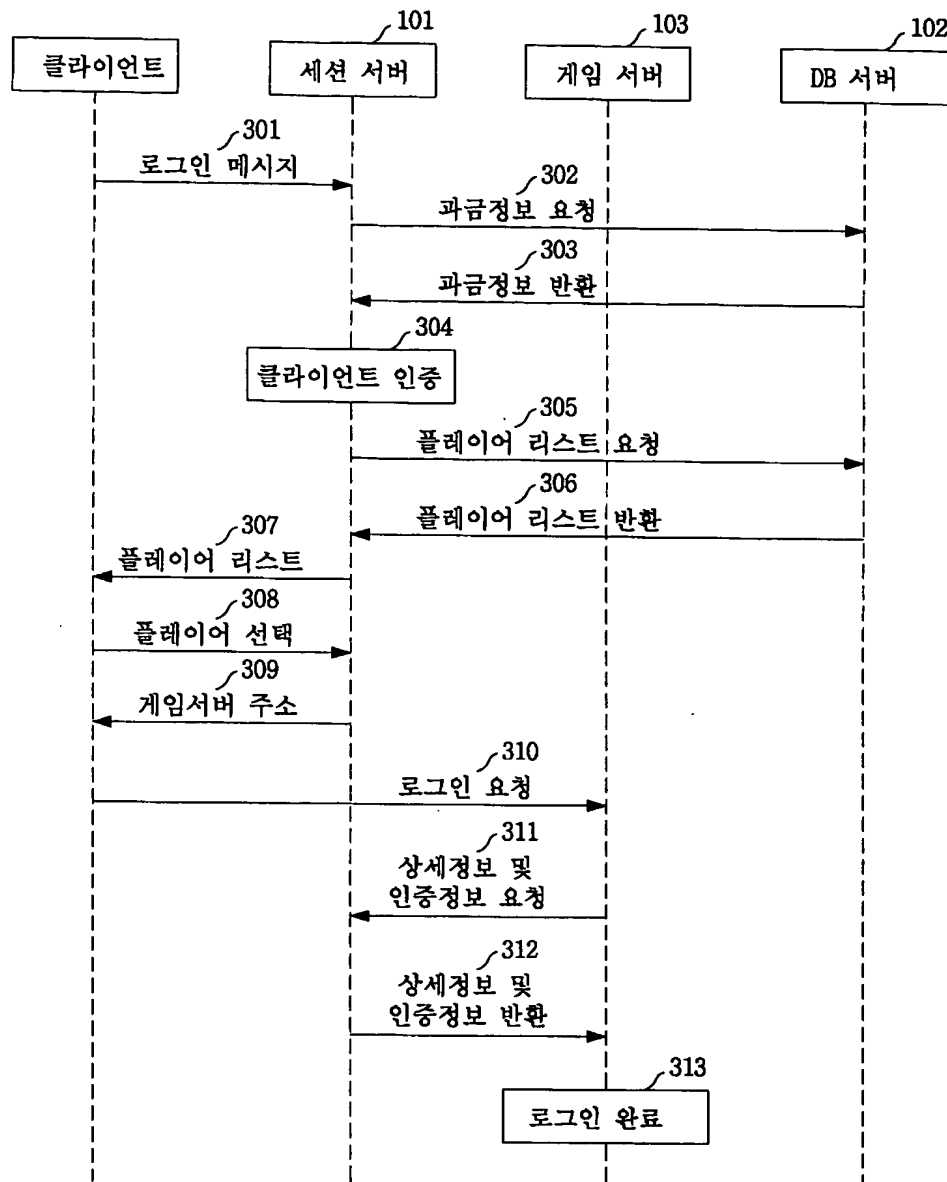 101
103
102
클라이언트
세션 서버
게임 서버
DB 서버
301
로그인 메시지
302
과금정보 요청
303
과금정보 반환
304
클라이언트 인증
305
플레이어 리스트 요청
306
플레이어 리스트 반환
307
플레이어 리스트
308
플레이어 선택
309
게임서버 주소
310
로그인 요청
311
상세정보 및
인증정보 요청
312
상세정보 및
인증정보 반환
313
로그인 완료